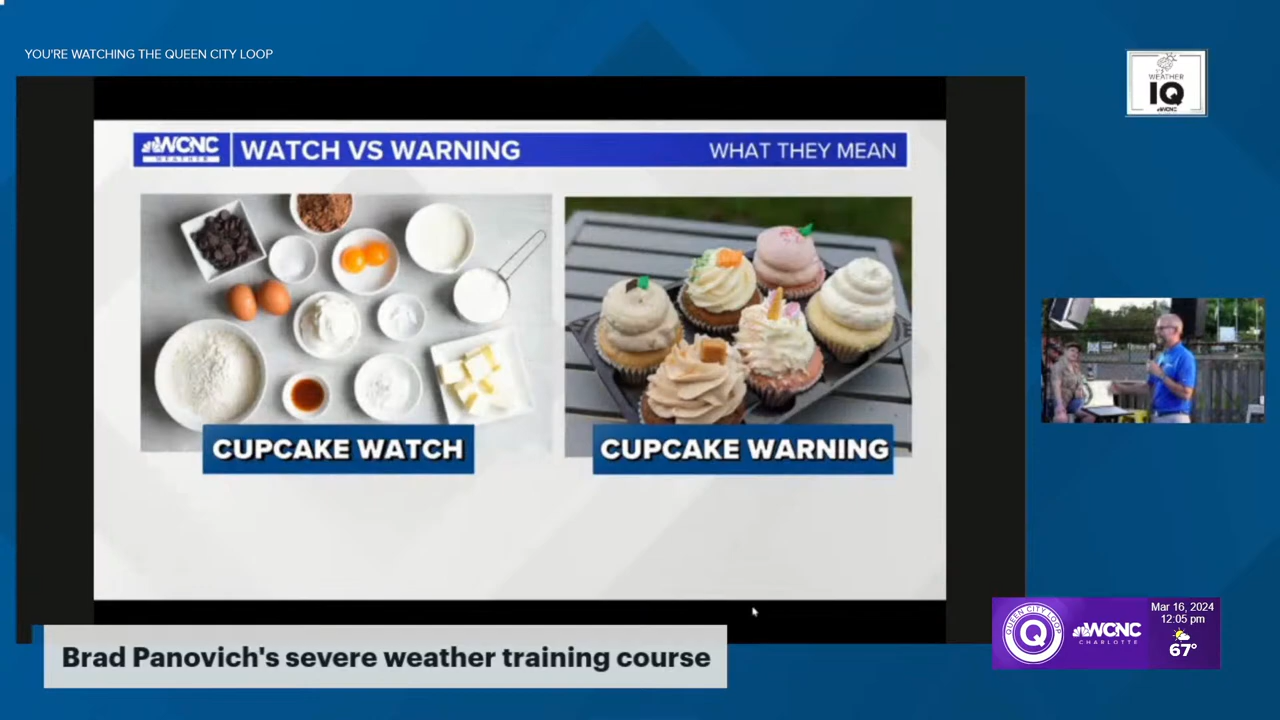 YOU'RE WATCHING THE QUEEN CITY LOOP
WEATHER
IQ
WCNC
WCNC
WEATHER
WATCH VS WARNING
WHAT THEY MEAN
CUPCAKE WATCH
CUPCAKE WARNING
Brad Panovich's severe weather training course
QUEEN CITY LOOP
Q
WCNC
CHARLOTTE
Mar 16, 2024
12:05 pm
67°